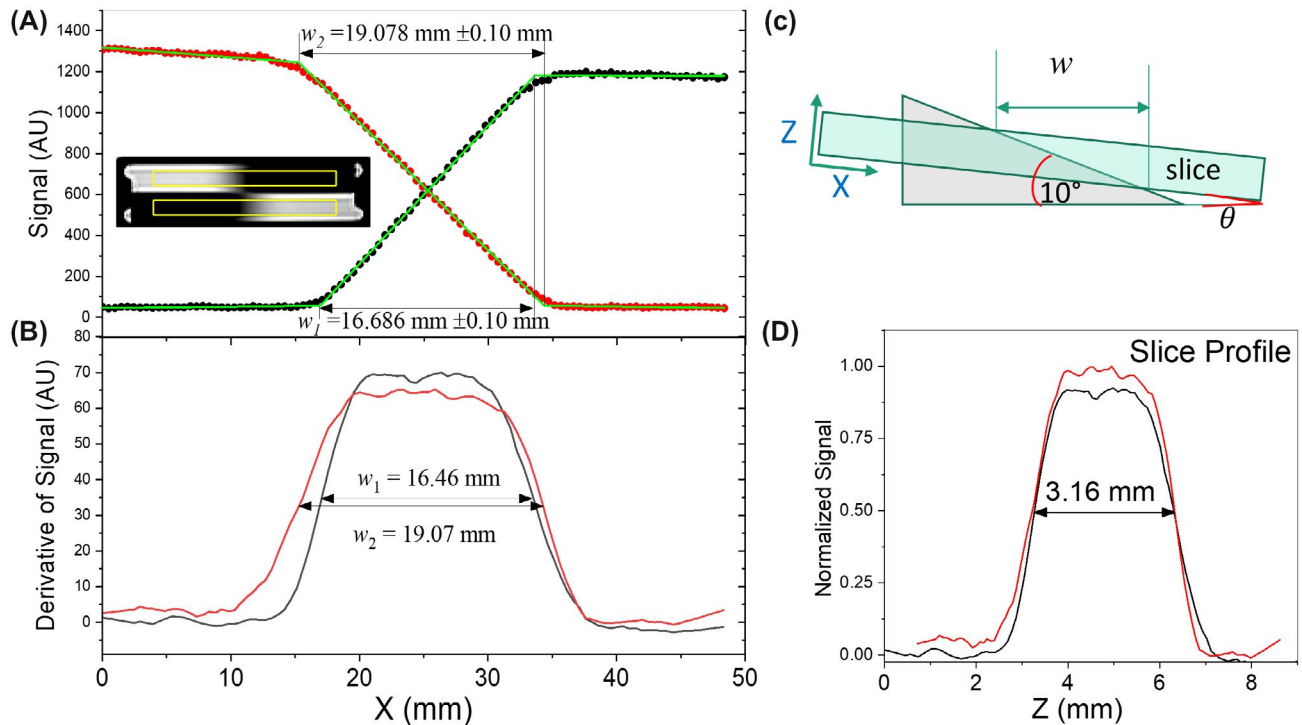 (A)
1400
1200
1000
800
600
400
200
0
Signal (AU)
w2 =19.078 mm ±0.10 mm
w1 =16.686 mm ±0.10 mm
(B)
70
60
50
40
30
20
10
0
Derivative of Signal (AU)
w1 = 16.46 mm
w2 = 19.07 mm
0 10 20 30 40 50
X (mm)
(c)
w
Z
X
10°
slice
θ
(D)
Slice Profile
1.00
0.75
0.50
0.25
0.00
Normalized Signal
3.16 mm
0 2 4 6 8
Z (mm)